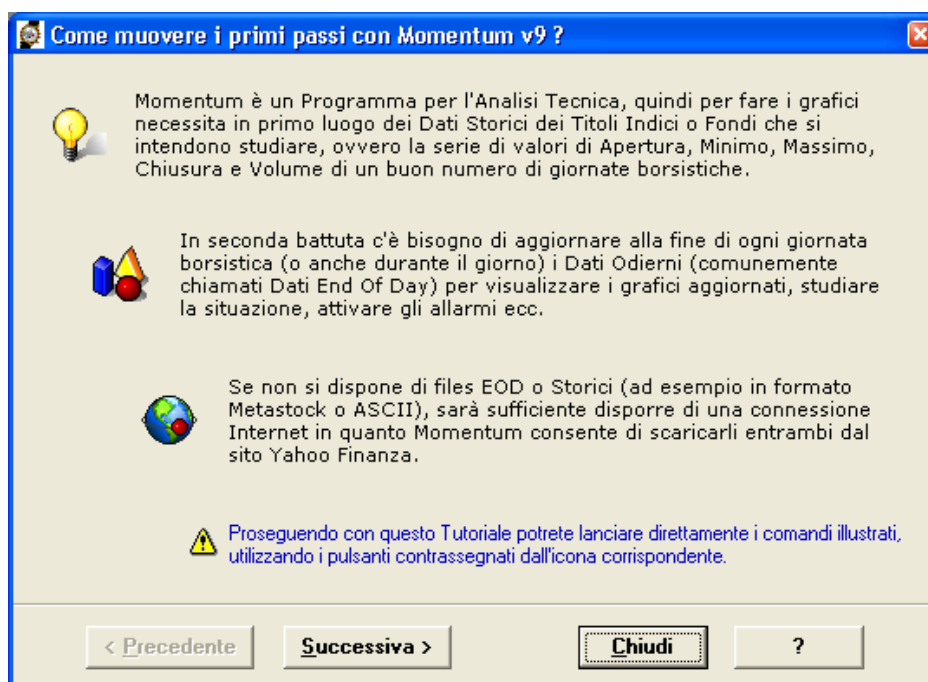 Come muovere i primi passi con Momentum v9 ?
Momentum è un Programma per l'Analisi Tecnica, quindi per fare i grafici
necessita in primo luogo dei Dati Storici dei Titoli Indici o Fondi che si
intendono studiare, ovvero la serie di valori di Apertura, Minimo, Massimo,
Chiusura e Volume di un buon numero di giornate borsistiche.
In seconda battuta c'è bisogno di aggiornare alla fine di ogni giornata
borsistica (o anche durante il giorno) i Dati Odierni (comunemente
chiamati Dati End Of Day) per visualizzare i grafici aggiornati, studiare
la situazione, attivare gli allarmi ecc.
Se non si dispone di files EOD o Storici (ad esempio in formato
Metastock o ASCII), sarà sufficiente disporre di una connessione
Internet in quanto Momentum consente di scaricarli entrambi dal
sito Yahoo Finanza.
Proseguendo con questo Tutoriale potrete lanciare direttamente i comandi illustrati,
utilizzando i pulsanti contrassegnati dall'icona corrispondente.
< Precedente Successiva > Chiudi ?